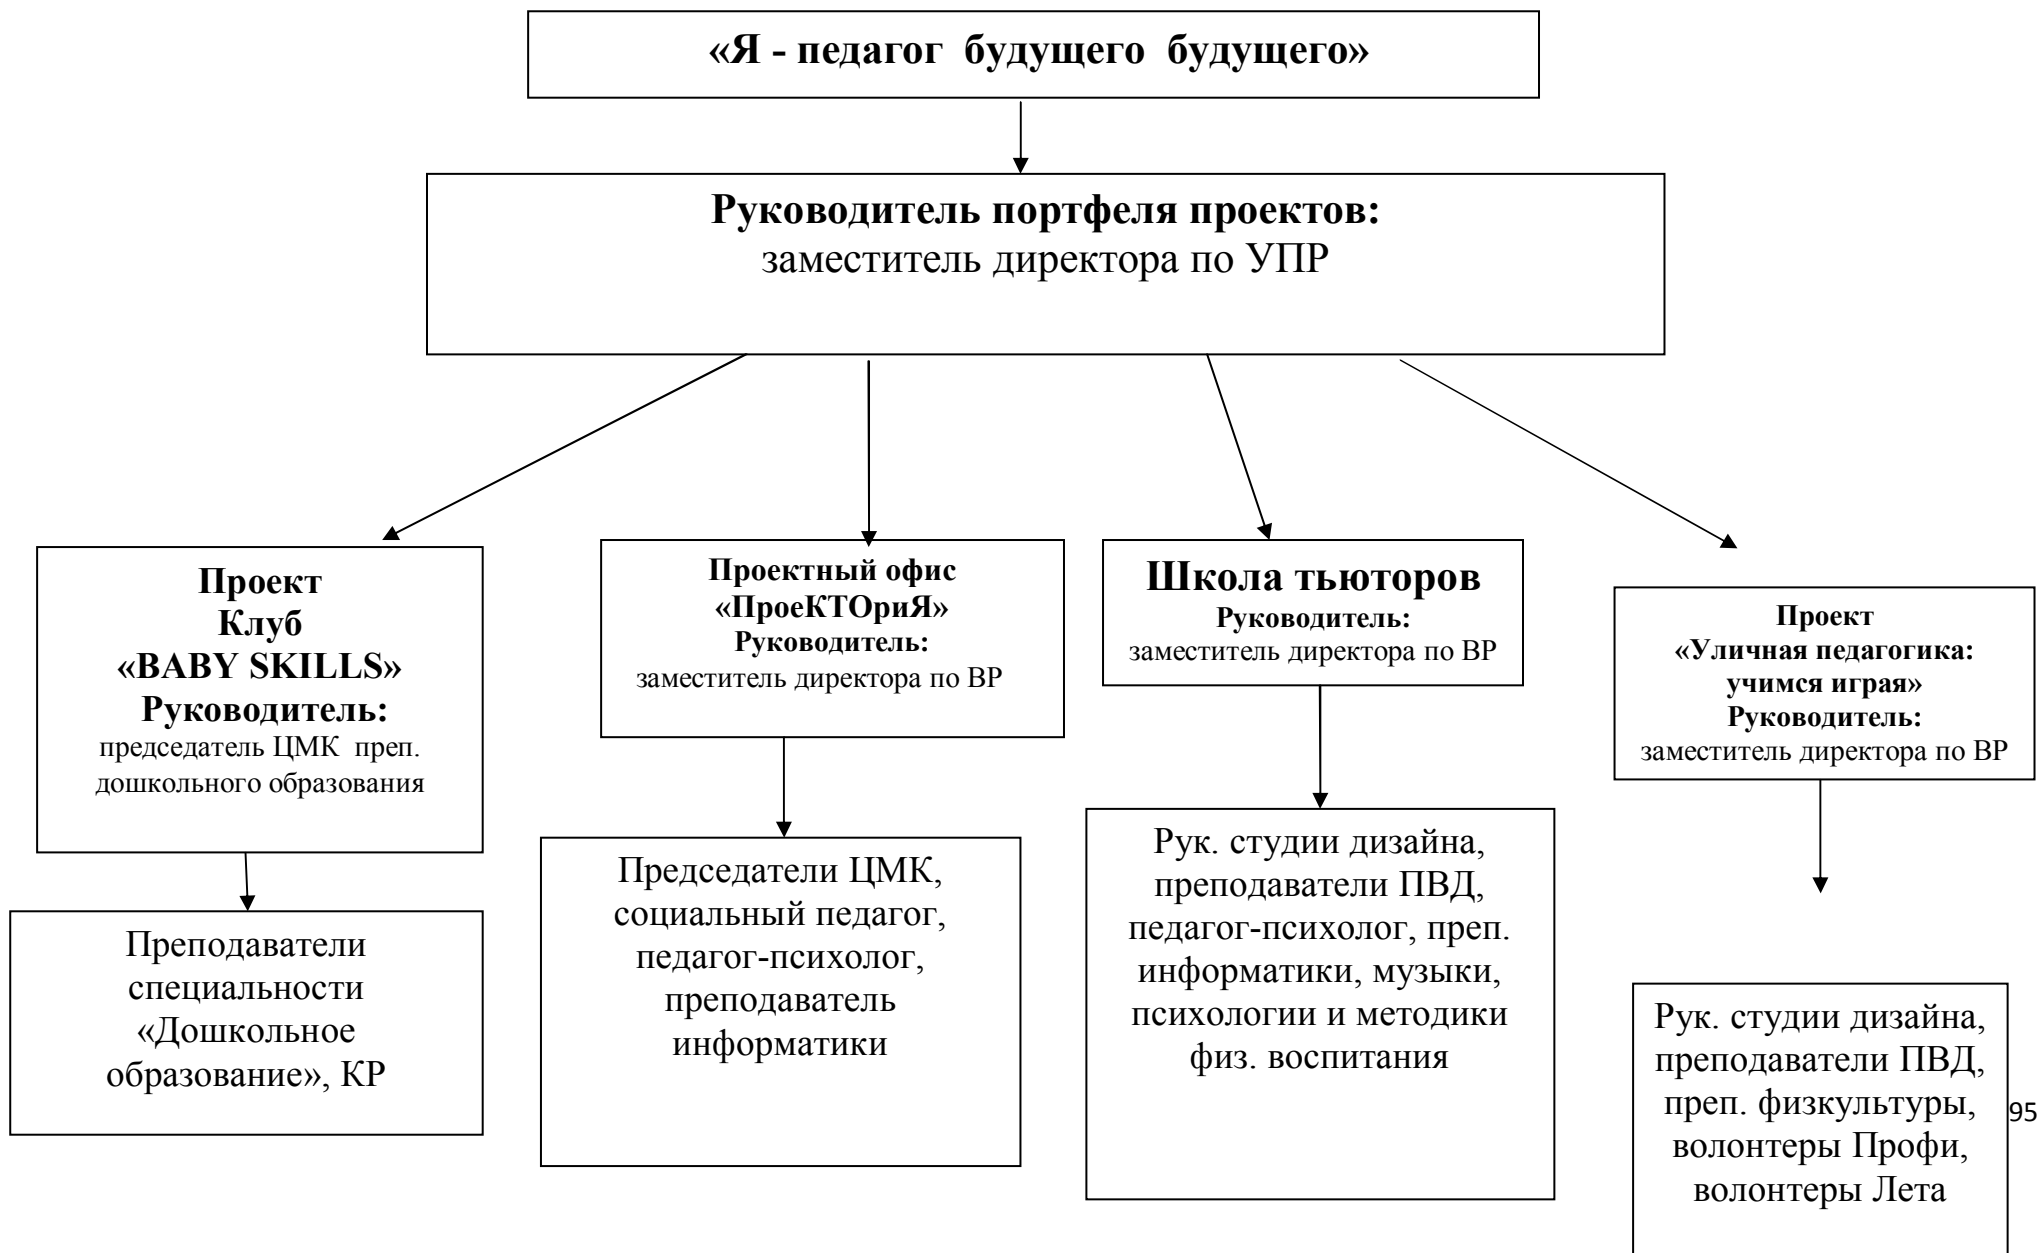 «Я - педагог будущего будущего»
Руководитель портфеля проектов:
заместитель директора по УПР
Проект
Клуб
«BABY SKILLS»
Руководитель:
председатель ЦМК преп.
дошкольного образования
Проектный офис
«ПроеКТОриЯ»
Руководитель:
заместитель директора по ВР
Школа тьюторов
Руководитель:
заместитель директора по ВР
Проект
«Уличная педагогика:
учимся играя»
Руководитель:
заместитель директора по ВР
Преподаватели
специальности
«Дошкольное
образование», КР
Председатели ЦМК,
социальный педагог,
педагог-психолог,
преподаватель
информатики
Рук. студии дизайна,
преподаватели ПВД,
педагог-психолог, преп.
информатики, музыки,
психологии и методики
физ. воспитания
Рук. студии дизайна,
преподаватели ПВД,
преп. физкультуры,
волонтеры Профи,
волонтеры Лета
95